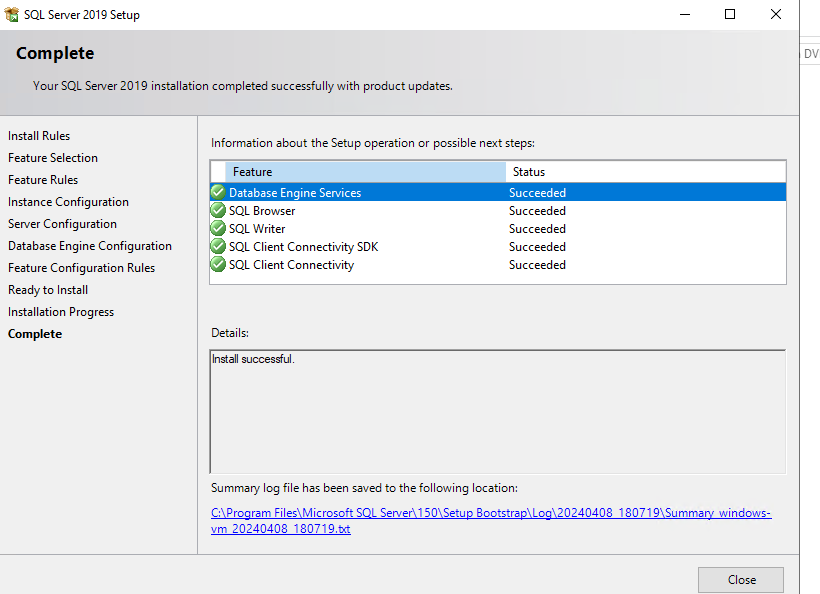 SQL Server 2019 Setup
Complete
Your SQL Server 2019 installation completed successfully with product updates.
DV
Install Rules
Feature Selection
Feature Rules
Instance Configuration
Server Configuration
Database Engine Configuration
Feature Configuration Rules
Ready to Install
Installation Progress
Complete
Information about the Setup operation or possible next steps:
Feature Status
Database Engine Services Succeeded
SQL Browser Succeeded
SQL Writer Succeeded
SQL Client Connectivity SDK Succeeded
SQL Client Connectivity Succeeded
Details:
Install successful.
Summary log file has been saved to the following location:
C:\Program Files\Microsoft SQL Server\150\Setup Bootstrap\Log\20240408_180719\Summary_windows-
vm_20240408_180719.txt
Close